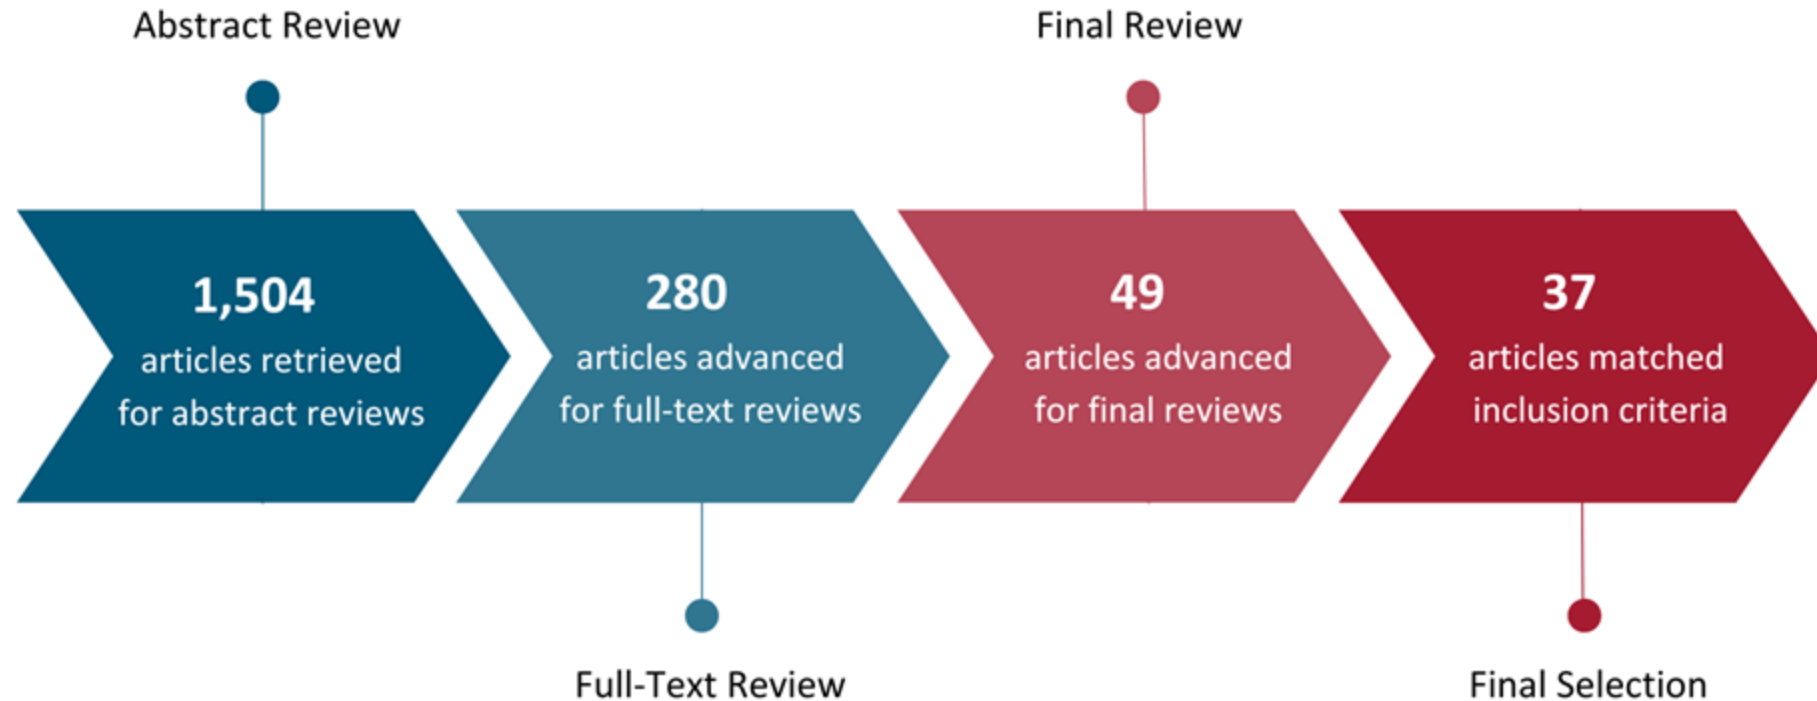 Abstract Review
1,504
articles retrieved
for abstract reviews
280
articles advanced
for full-text reviews
Full-Text Review
Final Review
49
articles advanced
for final reviews
37
articles matched
inclusion criteria
Final Selection